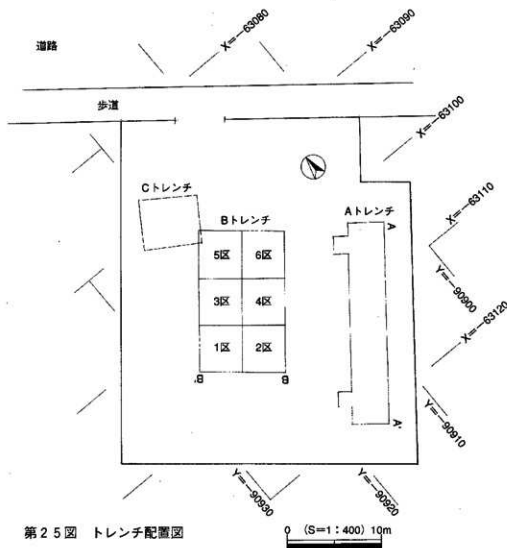 道路
X=-63080
X=-63090
歩道
X=-63100
Cトレンチ
Bトレンチ
Aトレンチ
X=-63110
A
5区
6区
Y=-90900
3区
4区
X=-63120
1区
2区
B'
B
A'
Y=-90910
Y=-90930
Y=-90920
第25図 トレンチ配置図
0 (S=1:400) 10m